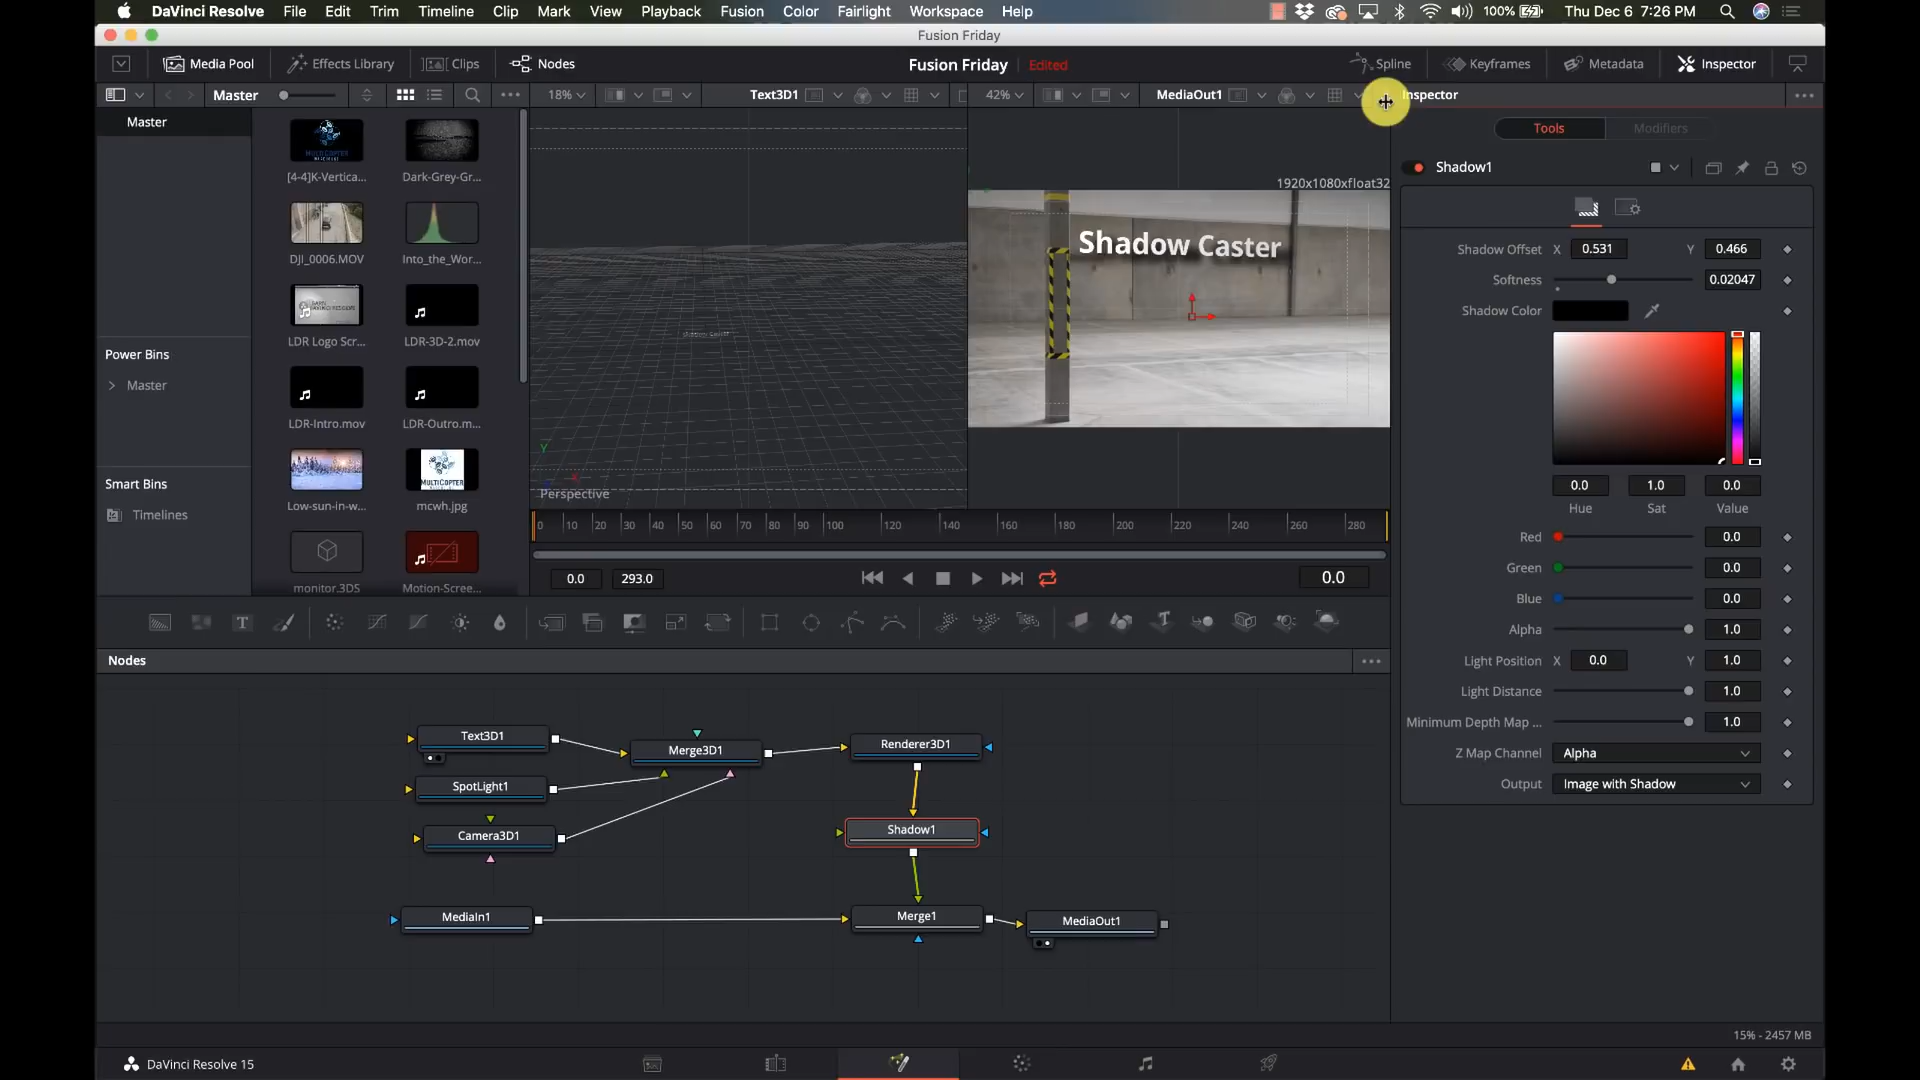 DaVinci Resolve File Edit Trim Timeline Clip Mark View Playback Fusion Color Fairlight Workspace Help 100% Thu Dec 6 7:26 PM
Fusion Friday
Media Pool Effects Library Clips Nodes Fusion Friday Edited Spline Keyframes Metadata Inspector
Master 18% Text3D1 42% MediaOut1 Inspector
Master
Tools Modifiers
Shadow1
[4-4]K-Vertica... Dark-Grey-Gr...
1920x1080xfloat32
DJI_0006.MOV Into_the_Wor...
Shadow Caster
Shadow Offset X 0.531 Y 0.466
Softness 0.02047
Shadow Color
LDR Logo Scr... LDR-3D-2.mov
Power Bins
Master
LDR-Intro.mov LDR-Outro.m...
Smart Bins
Timelines
MULTICOPTER
Low-sun-in-w... mcwh.jpg
Perspective
0.0 1.0 0.0
Hue Sat Value
0 10 20 30 40 50 60 70 80 90 100 120 140 160 180 200 220 240 260 280
Red 0.0
Green 0.0
Blue 0.0
Alpha 1.0
monitor.3DS Motion-Scree...
0.0 293.0 0.0
Light Position X 0.0 Y 1.0
Light Distance 1.0
Minimum Depth Map ... 1.0
Z Map Channel Alpha
Output Image with Shadow
Nodes
Text3D1
Merge3D1
Renderer3D1
SpotLight1
Camera3D1
Shadow1
MediaIn1
Merge1
MediaOut1
15% - 2457 MB
DaVinci Resolve 15